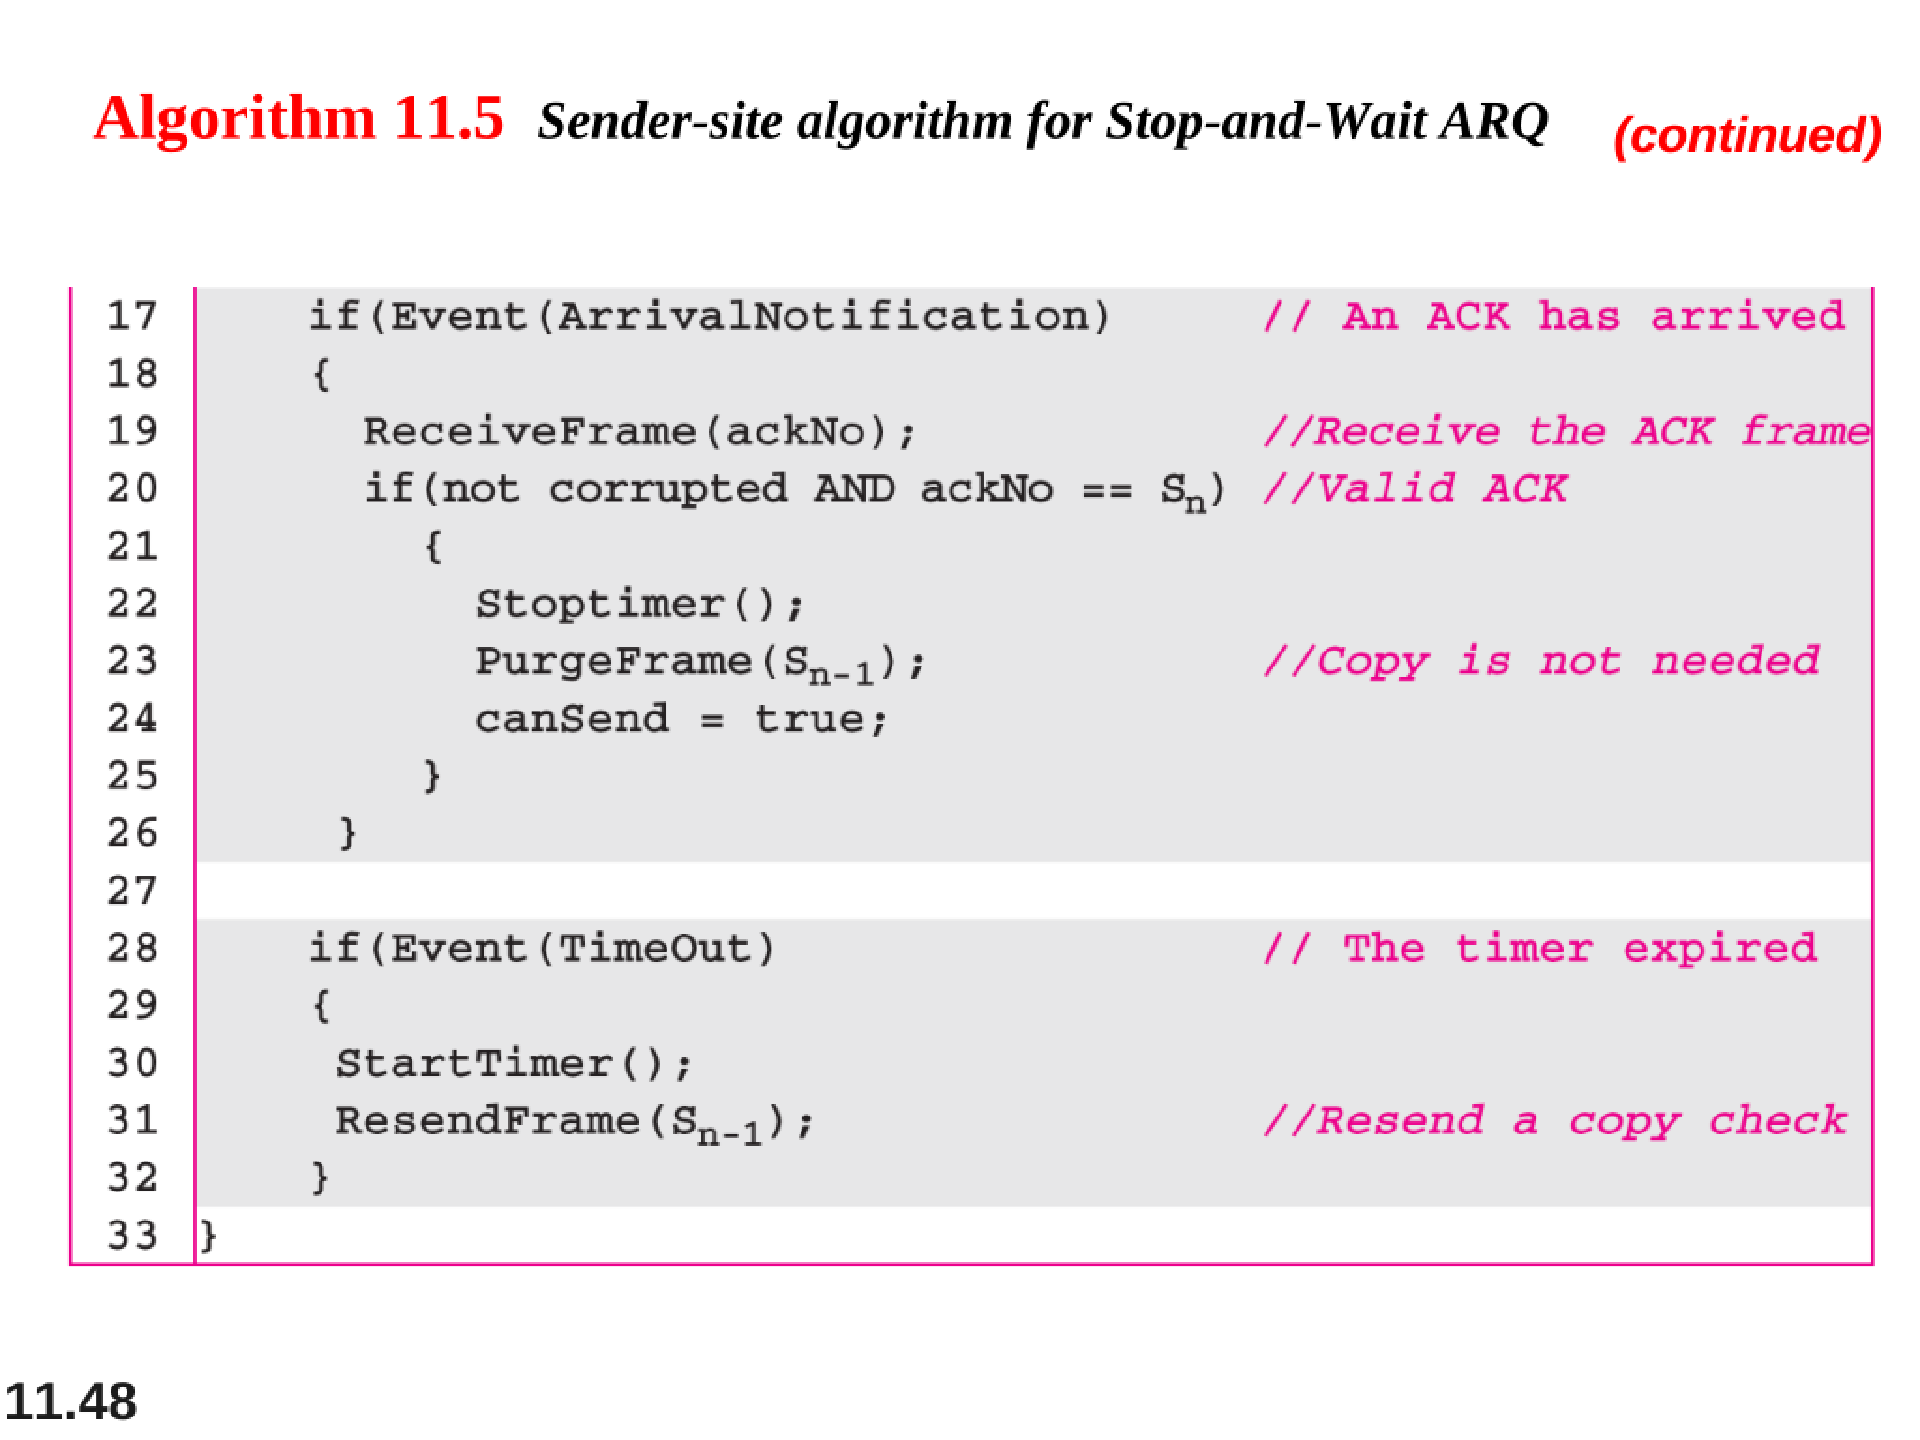 Algorithm 11.5 Sender-site algorithm for Stop-and-Wait ARQ (continued)
17 if(Event(ArrivalNotification) // An ACK has arrived
18 {
19 ReceiveFrame(ackNo); //Receive the ACK frame
20 if(not corrupted AND ackNo == Sn) //Valid ACK
21 {
22 Stoptimer();
23 PurgeFrame(Sn-1); //Copy is not needed
24 canSend = true;
25 }
26 }
27
28 if(Event(TimeOut) // The timer expired
29 {
30 StartTimer();
31 ResendFrame(Sn-1); //Resend a copy check
32 }
33 }
11.48